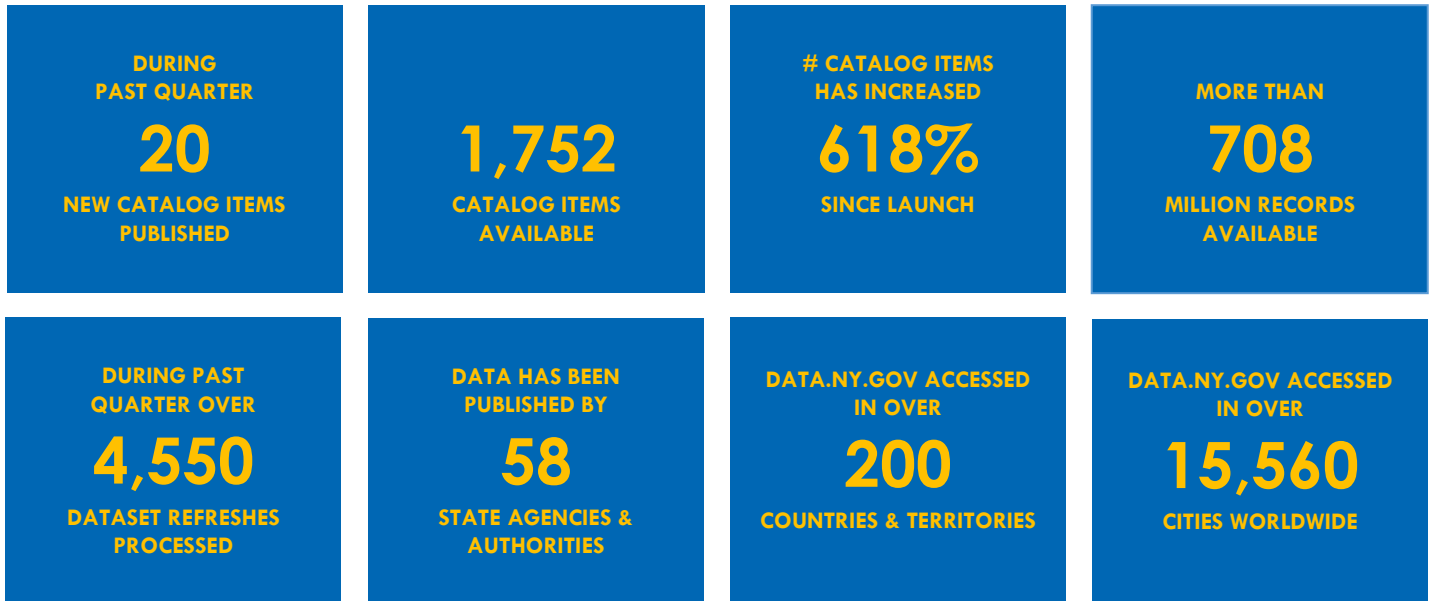 DURING
PAST QUARTER
20
NEW CATALOG ITEMS
PUBLISHED
1,752
CATALOG ITEMS
AVAILABLE
# CATALOG ITEMS
HAS INCREASED
618%
SINCE LAUNCH
MORE THAN
708
MILLION RECORDS
AVAILABLE
DURING PAST
QUARTER OVER
4,550
DATASET REFRESHES
PROCESSED
DATA HAS BEEN
PUBLISHED BY
58
STATE AGENCIES &
AUTHORITIES
DATA.NY.GOV ACCESSED
IN OVER
200
COUNTRIES & TERRITORIES
DATA.NY.GOV ACCESSED
IN OVER
15,560
CITIES WORLDWIDE